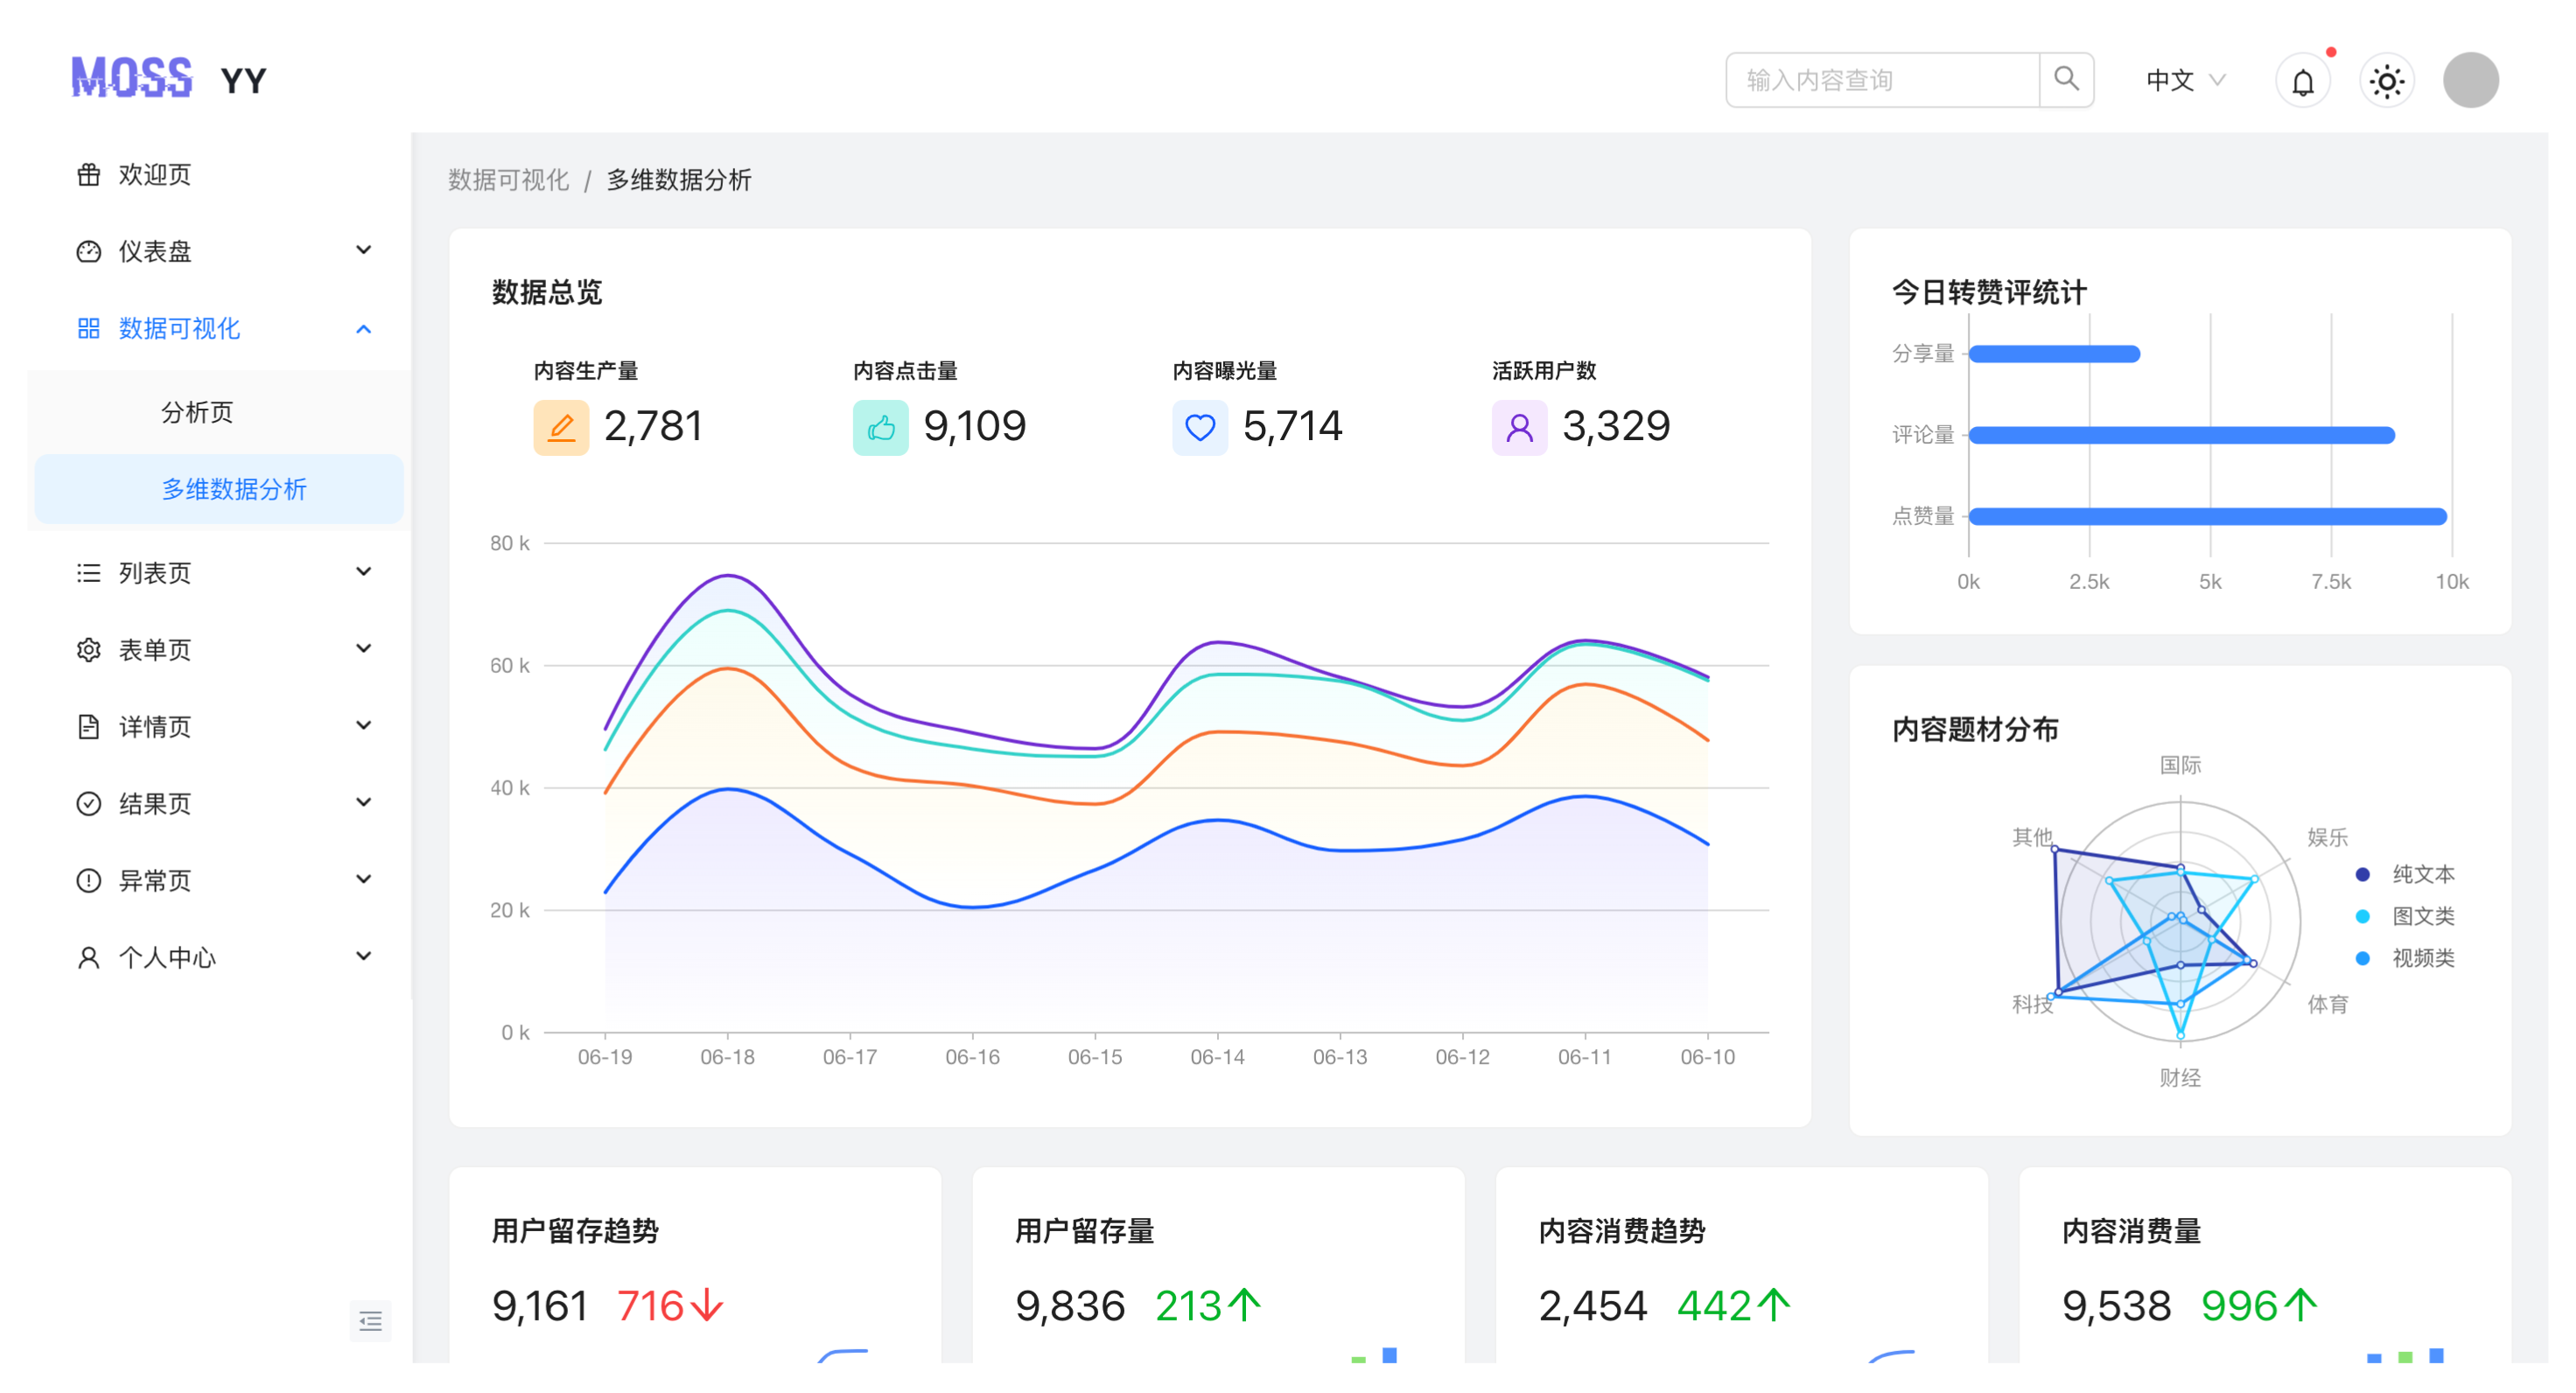 MOSS YY
输入内容查询
中文
欢迎页
仪表盘
数据可视化
分析页
多维数据分析
列表页
表单页
详情页
结果页
异常页
个人中心
数据可视化 / 多维数据分析
数据总览
内容生产量 内容点击量 内容曝光量 活跃用户数
2,781 9,109 5,714 3,329
80 k
60 k
40 k
20 k
0 k
06-19 06-18 06-17 06-16 06-15 06-14 06-13 06-12 06-11 06-10
今日转赞评统计
分享量
评论量
点赞量
0k 2.5k 5k 7.5k 10k
内容题材分布
国际
其他 娱乐
科技 体育
财经
纯文本
图文类
视频类
用户留存趋势
9,161 716↓
用户留存量
9,836 213↑
内容消费趋势
2,454 442↑
内容消费量
9,538 996↑